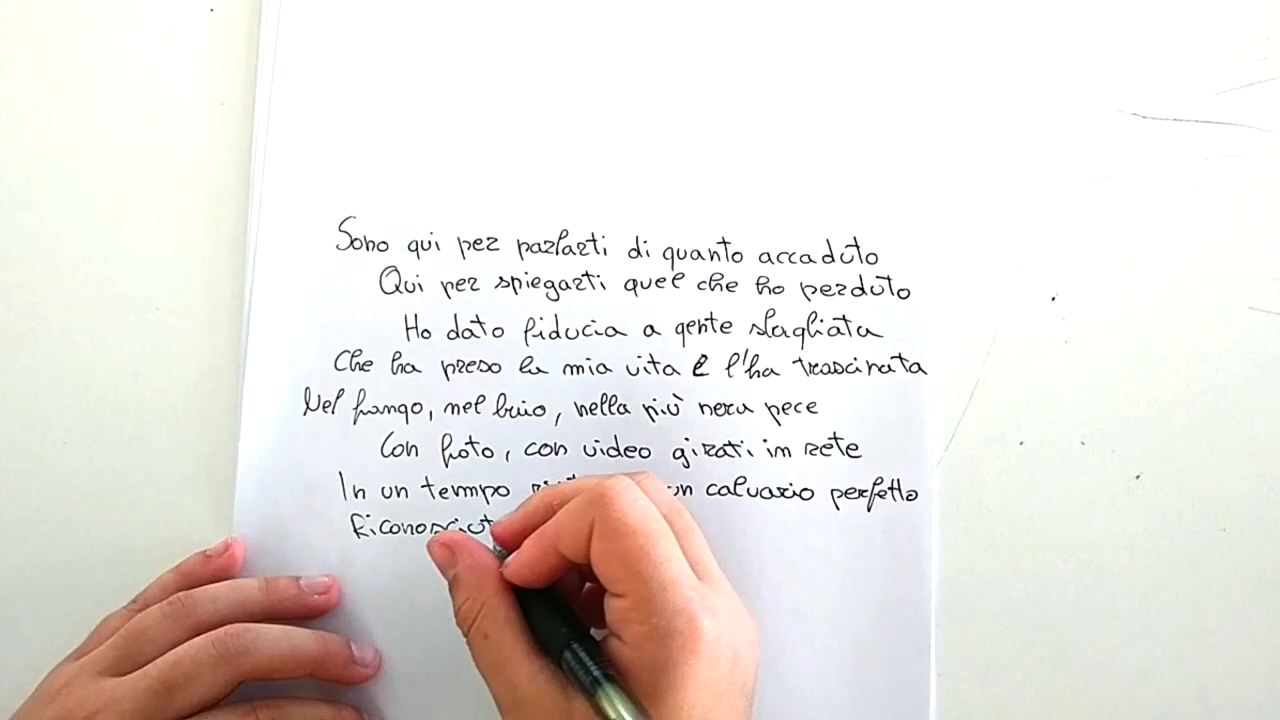 Sono qui per parlarti di quanto accaduto
Qui per spiegarti quel che ho perduto
Ho dato fiducia a gente sbagliata
Che ha preso la mia vita E l'ha trascinata
Nel fango, nel buio, nella più nera pece
Con foto, con video girati in rete
In un tempo un calvario perfetto